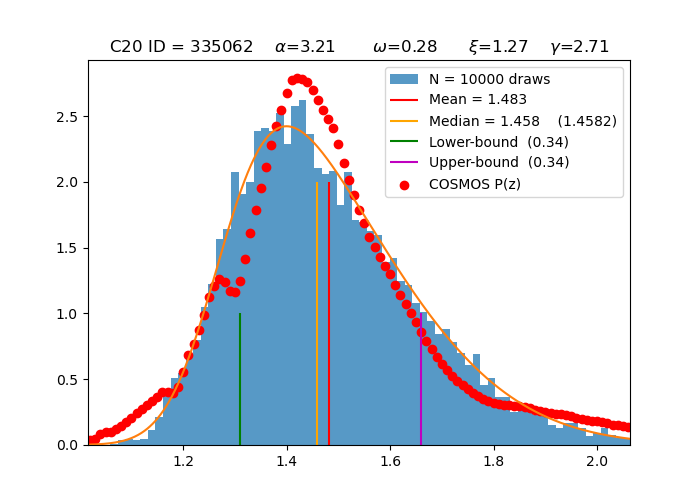 C20 ID = 335062 α=3.21 ω=0.28 ξ=1.27 γ=2.71
N = 10000 draws
Mean = 1.483
Median = 1.458 (1.4582)
Lower-bound (0.34)
Upper-bound (0.34)
COSMOS P(z)
2.5
2.0
1.5
1.0
0.5
0.0
1.2 1.4 1.6 1.8 2.0